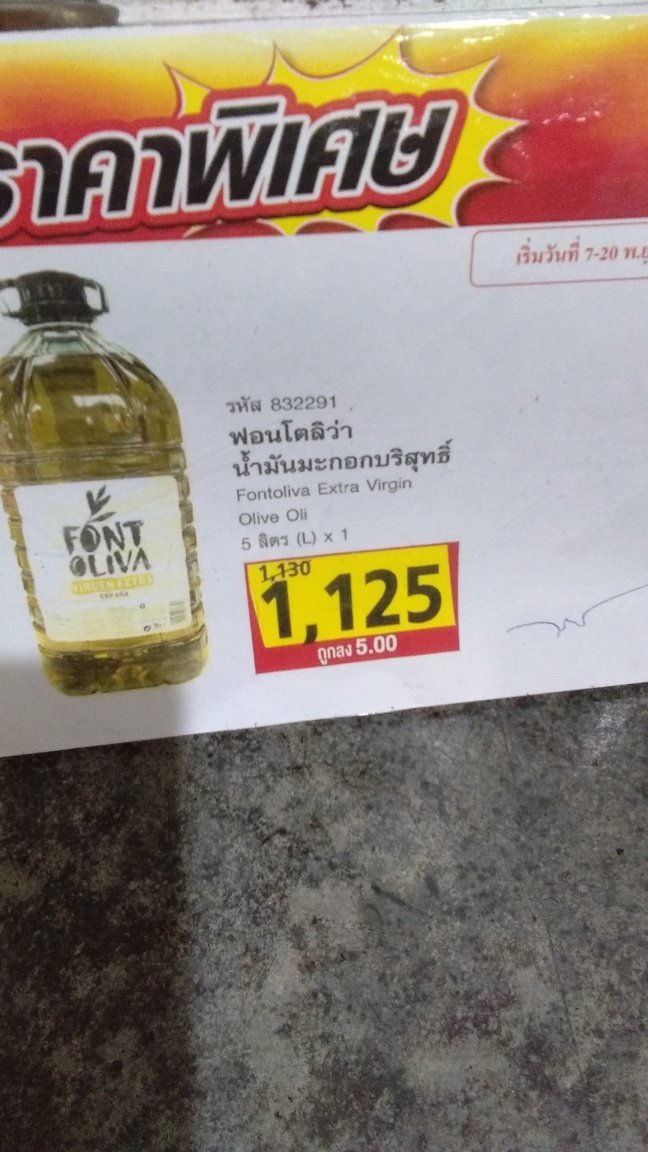 ราคาพิเศษ
เริ่มวันที่ 7-20
รหัส 832291
ฟอนโตลิว่า
น้ำมันมะกอกบริสุทธิ์
Fontoliva Extra Virgin
Olive Oli
5 ลิตร (L) x 1
1,130
1,125
ถูกลง 5.00
FONT
OLIVA
VIRGEN EXTRA
ESPAÑA